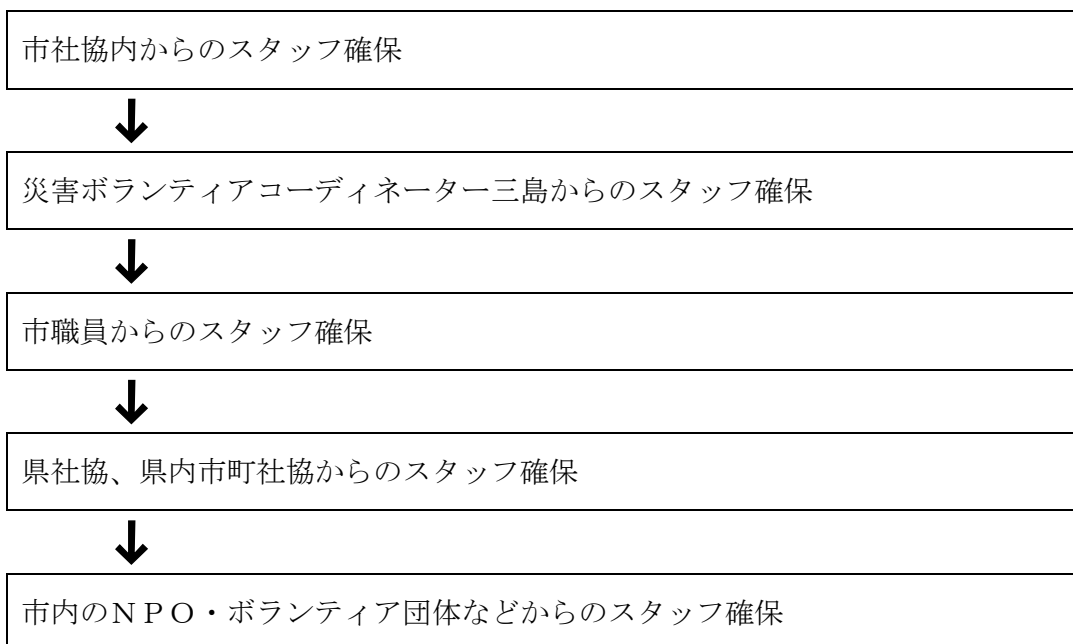 市社協内からのスタッフ確保
災害ボランティアコーディネーター三島からのスタッフ確保
市職員からのスタッフ確保
県社協、県内市町社協からのスタッフ確保
市内のＮＰＯ・ボランティア団体などからのスタッフ確保